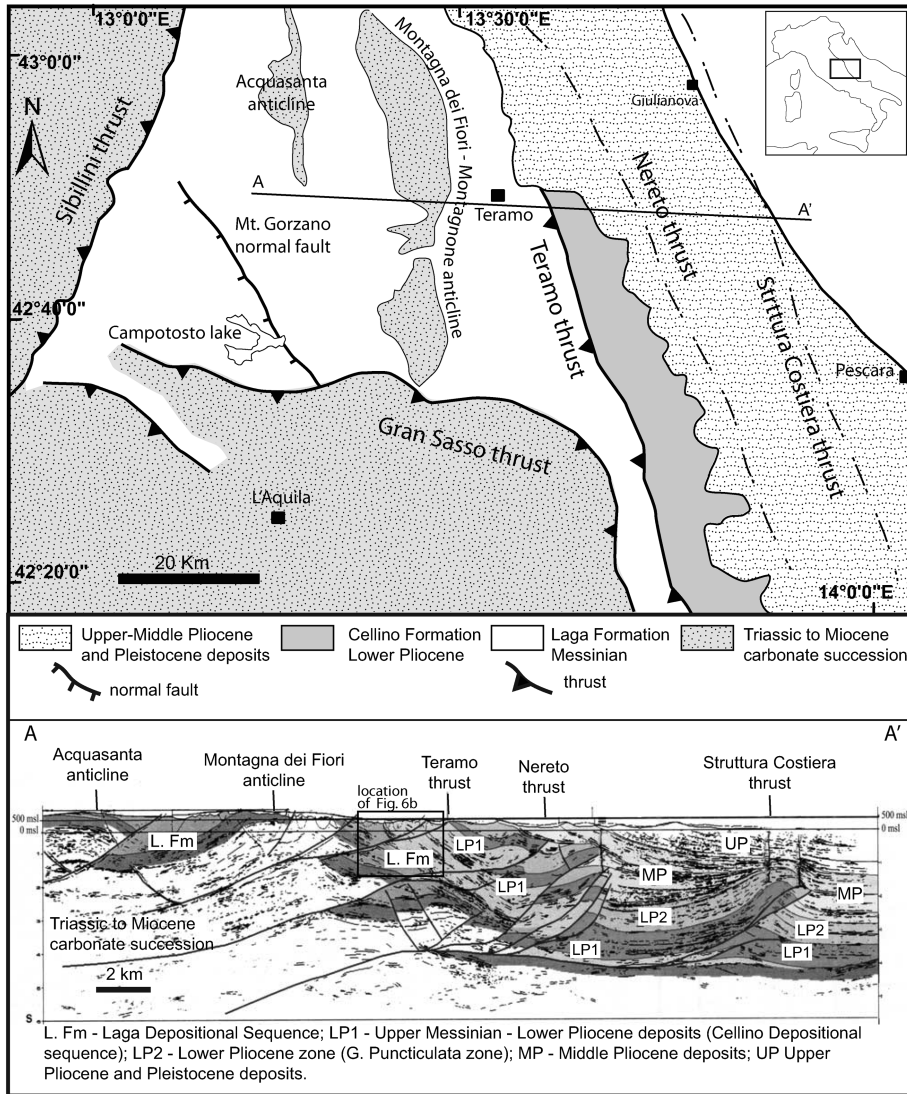 13°0'0"E
13°30'0"E
43°0'0"
N
Sibillini thrust
Acquasanta
anticline
Montagna dei Fiori - Montagnone anticline
Giulianova
A
A'
Teramo
Mt. Gorzano
normal fault
Nereto thrust
Teramo thrust
Strttura Costiera thrust
42°40'0"
Campotosto lake
Pescara
Gran Sasso thrust
L'Aquila
20 Km
42°20'0"
14°0'0"E
Upper-Middle Pliocene
and Pleistocene deposits
Cellino Formation
Lower Pliocene
Laga Formation
Messinian
Triassic to Miocene
carbonate succession
normal fault
thrust
A
A'
Acquasanta
anticline
Montagna dei Fiori
anticline
Teramo
thrust
Nereto
thrust
Struttura Costiera
thrust
location
of Fig. 6b
500 msl
0 msl
500 msl
0 msl
L. Fm
L. Fm
LP1
LP1
UP
MP
MP
LP2
LP2
LP1
LP1
Triassic to Miocene
carbonate succession
2 km
S
L. Fm - Laga Depositional Sequence; LP1 - Upper Messinian - Lower Pliocene deposits (Cellino Depositional
sequence); LP2 - Lower Pliocene zone (G. Puncticulata zone); MP - Middle Pliocene deposits; UP Upper
Pliocene and Pleistocene deposits.